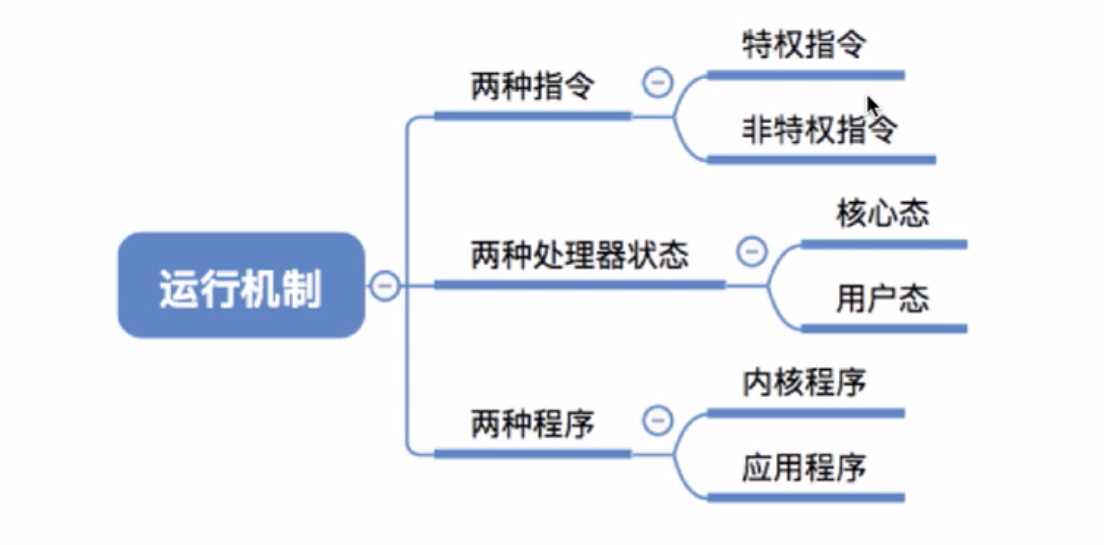 运行机制
两种指令
特权指令
非特权指令
两种处理器状态
核心态
用户态
两种程序
内核程序
应用程序